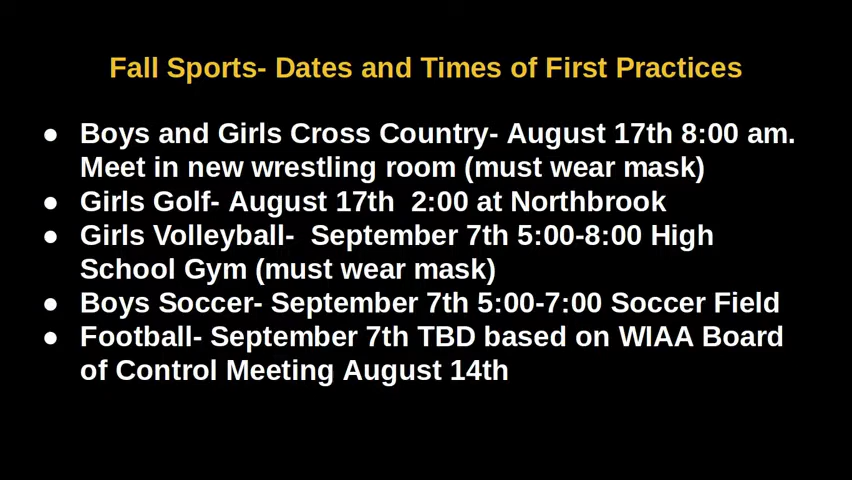 Fall Sports- Dates and Times of First Practices
● Boys and Girls Cross Country- August 17th 8:00 am.
Meet in new wrestling room (must wear mask)
● Girls Golf- August 17th  2:00 at Northbrook
● Girls Volleyball-  September 7th 5:00-8:00 High
School Gym (must wear mask)
● Boys Soccer- September 7th 5:00-7:00 Soccer Field
● Football- September 7th TBD based on WIAA Board
of Control Meeting August 14th